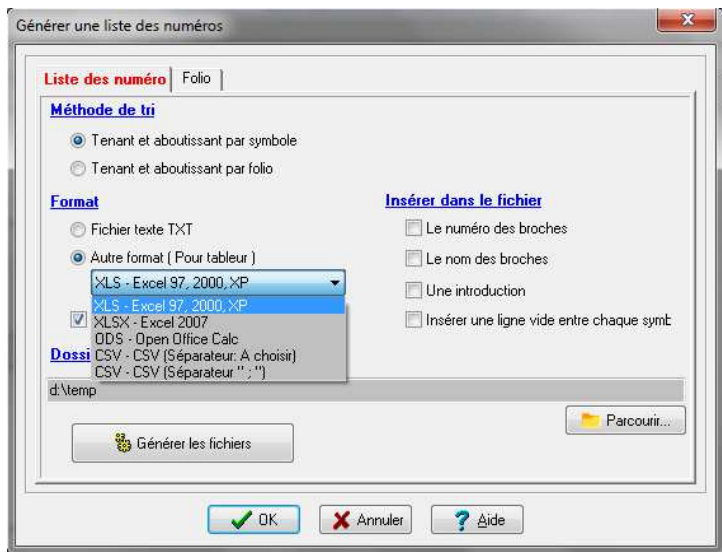 Générer une liste des numéros
Liste des numéro
Folio
Méthode de tri
Tenant et aboutissant par symbole
Tenant et aboutissant par folio
Format
Fichier texte TXT
Autre format ( Pour tableur )
XLS - Excel 97, 2000, XP
XLS - Excel 97, 2000, XP
XLSX - Excel 2007
ODS - Open Office Calc
CSV - CSV (Séparateur: A choisir)
CSV - CSV (Séparateur " ; ")
Insérer dans le fichier
Le numéro des broches
Le nom des broches
Une introduction
Insérer une ligne vide entre chaque symt
Dossi
d:\temp
Parcourir...
Générer les fichiers
OK
Annuler
Aide